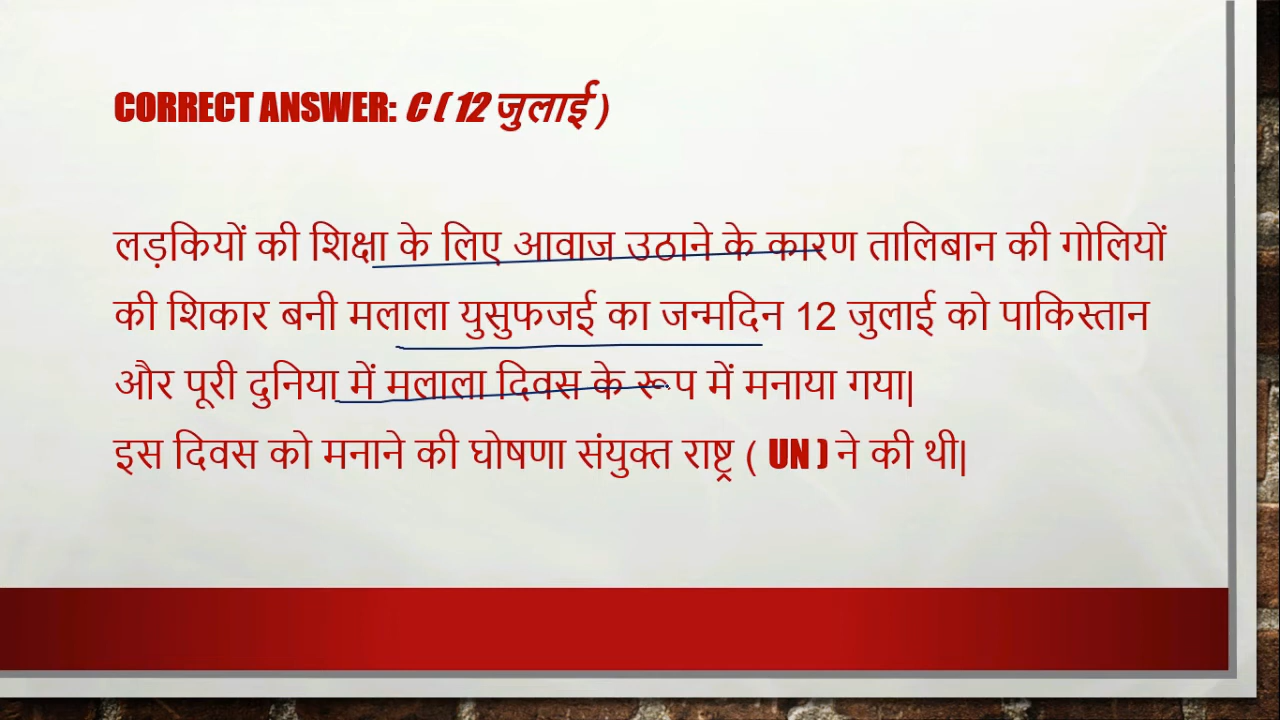 CORRECT ANSWER: C ( 12 जुलाई )
लड़कियों की शिक्षा के लिए आवाज उठाने के कारण तालिबान की गोलियों
की शिकार बनी मलाला युसुफजई का जन्मदिन 12 जुलाई को पाकिस्तान
और पूरी दुनिया में मलाला दिवस के रूप में मनाया गया|
इस दिवस को मनाने की घोषणा संयुक्त राष्ट्र ( UN ) ने की थी|